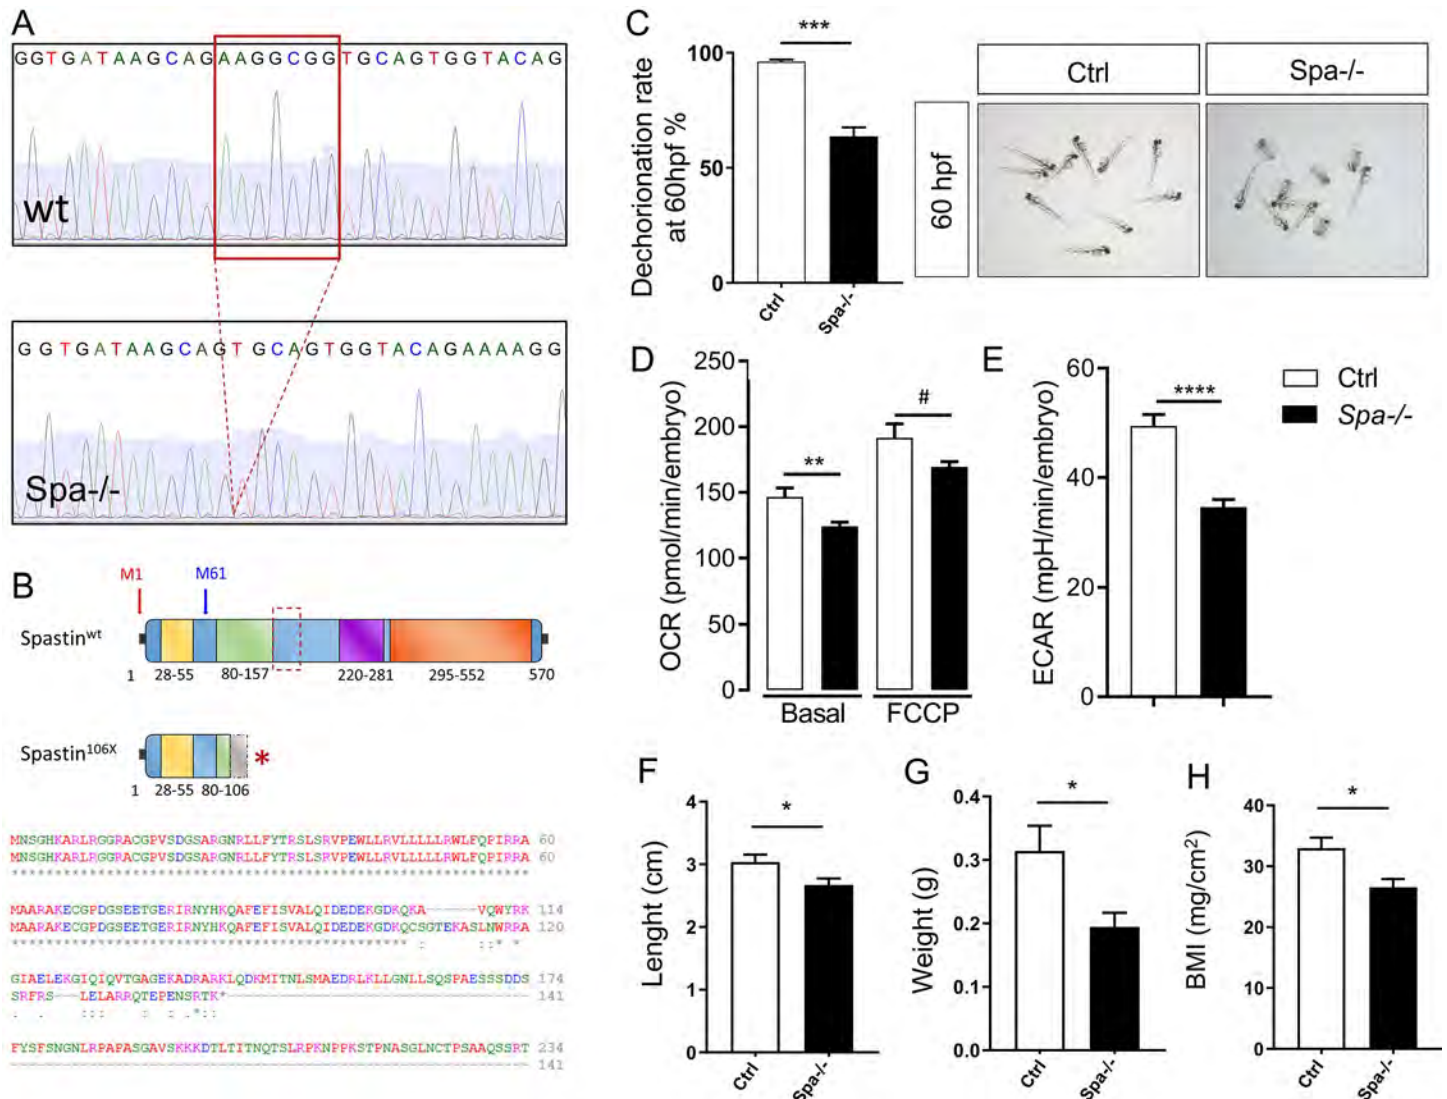 A
GGTGATAAGCAGAAGGCGGTGCAGTGGTACAG
wt
GGTGATAAGCAGTGCAGTGGTACAGAAAAGG
Spa-/-
B
M1 M61
Spastinwt
1 28-55 80-157 220-281 295-552 570
Spastin106X
*
1 28-55 80-106
MNSGHKARLRGGRACGPVSDGSARGNRLLFYTRSLSRVPEWLLRVLLLLLRWLFQPIRRA 60
MNSGHKARLRGGRACGPVSDGSARGNRLLFYTRSLSRVPEWLLRVLLLLLRWLFQPIRRA 60
************************************************************
MAARAKECGPDGSEETGERIRNYHKQAFEFISVALQIDEDEKGDKQKA------VQWYRK 114
MAARAKECGPDGSEETGERIRNYHKQAFEFISVALQIDEDEKGDKQCSGTEKASLNWRRA 120
********************************************** : ::* *
GIAELEKGIQIQVTGAGEKADRARKLQDKMITNLSMAEDRLKLLGNLLSQSPAESSSDDS 174
SRFRS---LELARRQTEPENSRTK*----------------------------------- 141
. . :: : .*::
FYSFSNGNLRPAPASGAVSKKKDTLTITNQTSLRPKNPPKSTPNASGLNCTPSAAQSSRT 234
------------------------------------------------------------ 141
C
Dechorionation rate
at 60hpf %
100
50
0
***
Ctrl Spa-/-
Ctrl Spa-/-
60 hpf
D
OCR (pmol/min/embryo)
250
200
150
100
50
0
** #
Basal FCCP
E
ECAR (mpH/min/embryo)
60
40
20
0
****
Ctrl
Spa-/-
F
Lenght (cm)
4
3
2
1
0
*
Ctrl Spa-/-
G
Weight (g)
0.4
0.3
0.2
0.1
0.0
*
Ctrl Spa-/-
H
BMI (mg/cm2)
40
30
20
10
0
*
Ctrl Spa-/-